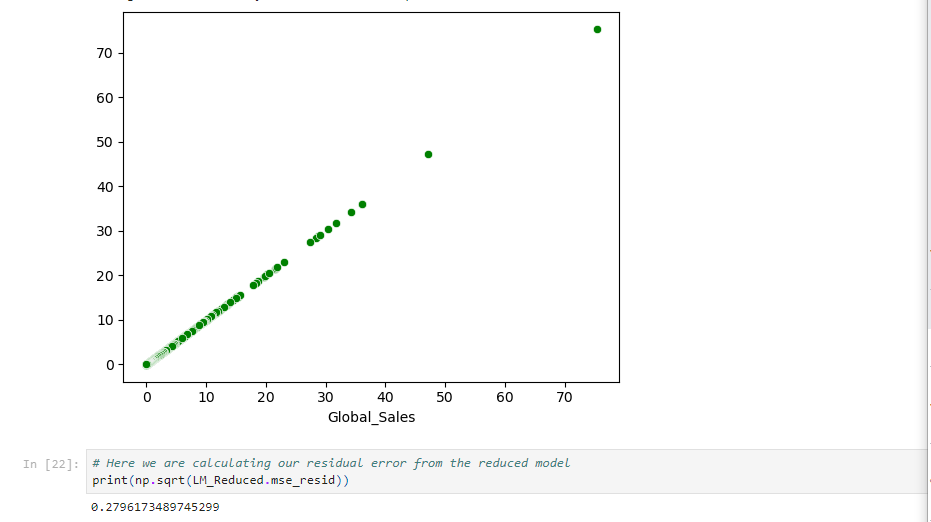 70
60
50
40
30
20
10
0
0 10 20 30 40 50 60 70
Global_Sales
In [22]: # Here we are calculating our residual error from the reduced model
print(np.sqrt(LM_Reduced.mse_resid))
0.2796173489745299